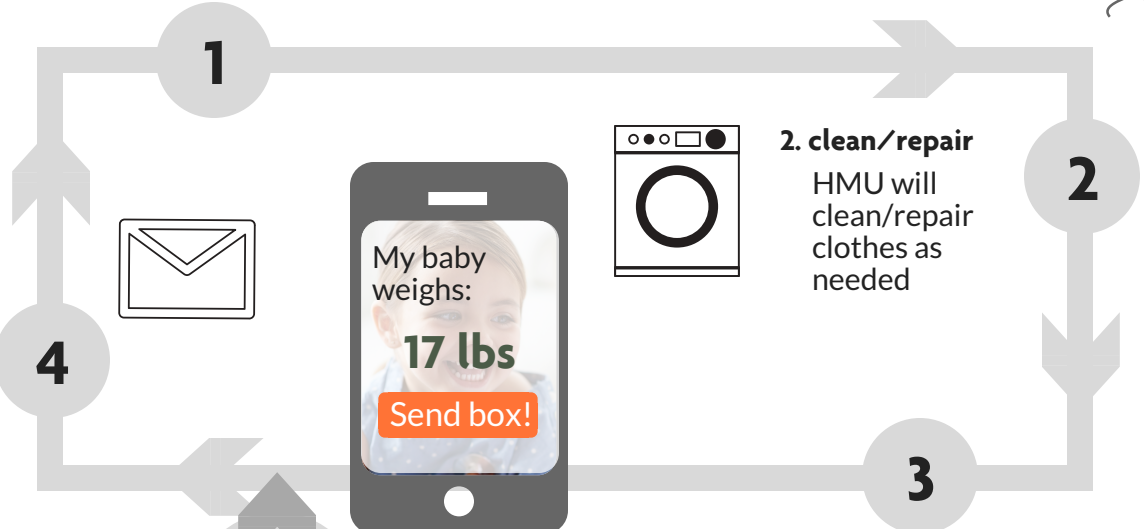 1
2. clean/repair
HMU will
clean/repair
clothes as
needed
2
My baby
weighs:
17 lbs
Send box!
4
3